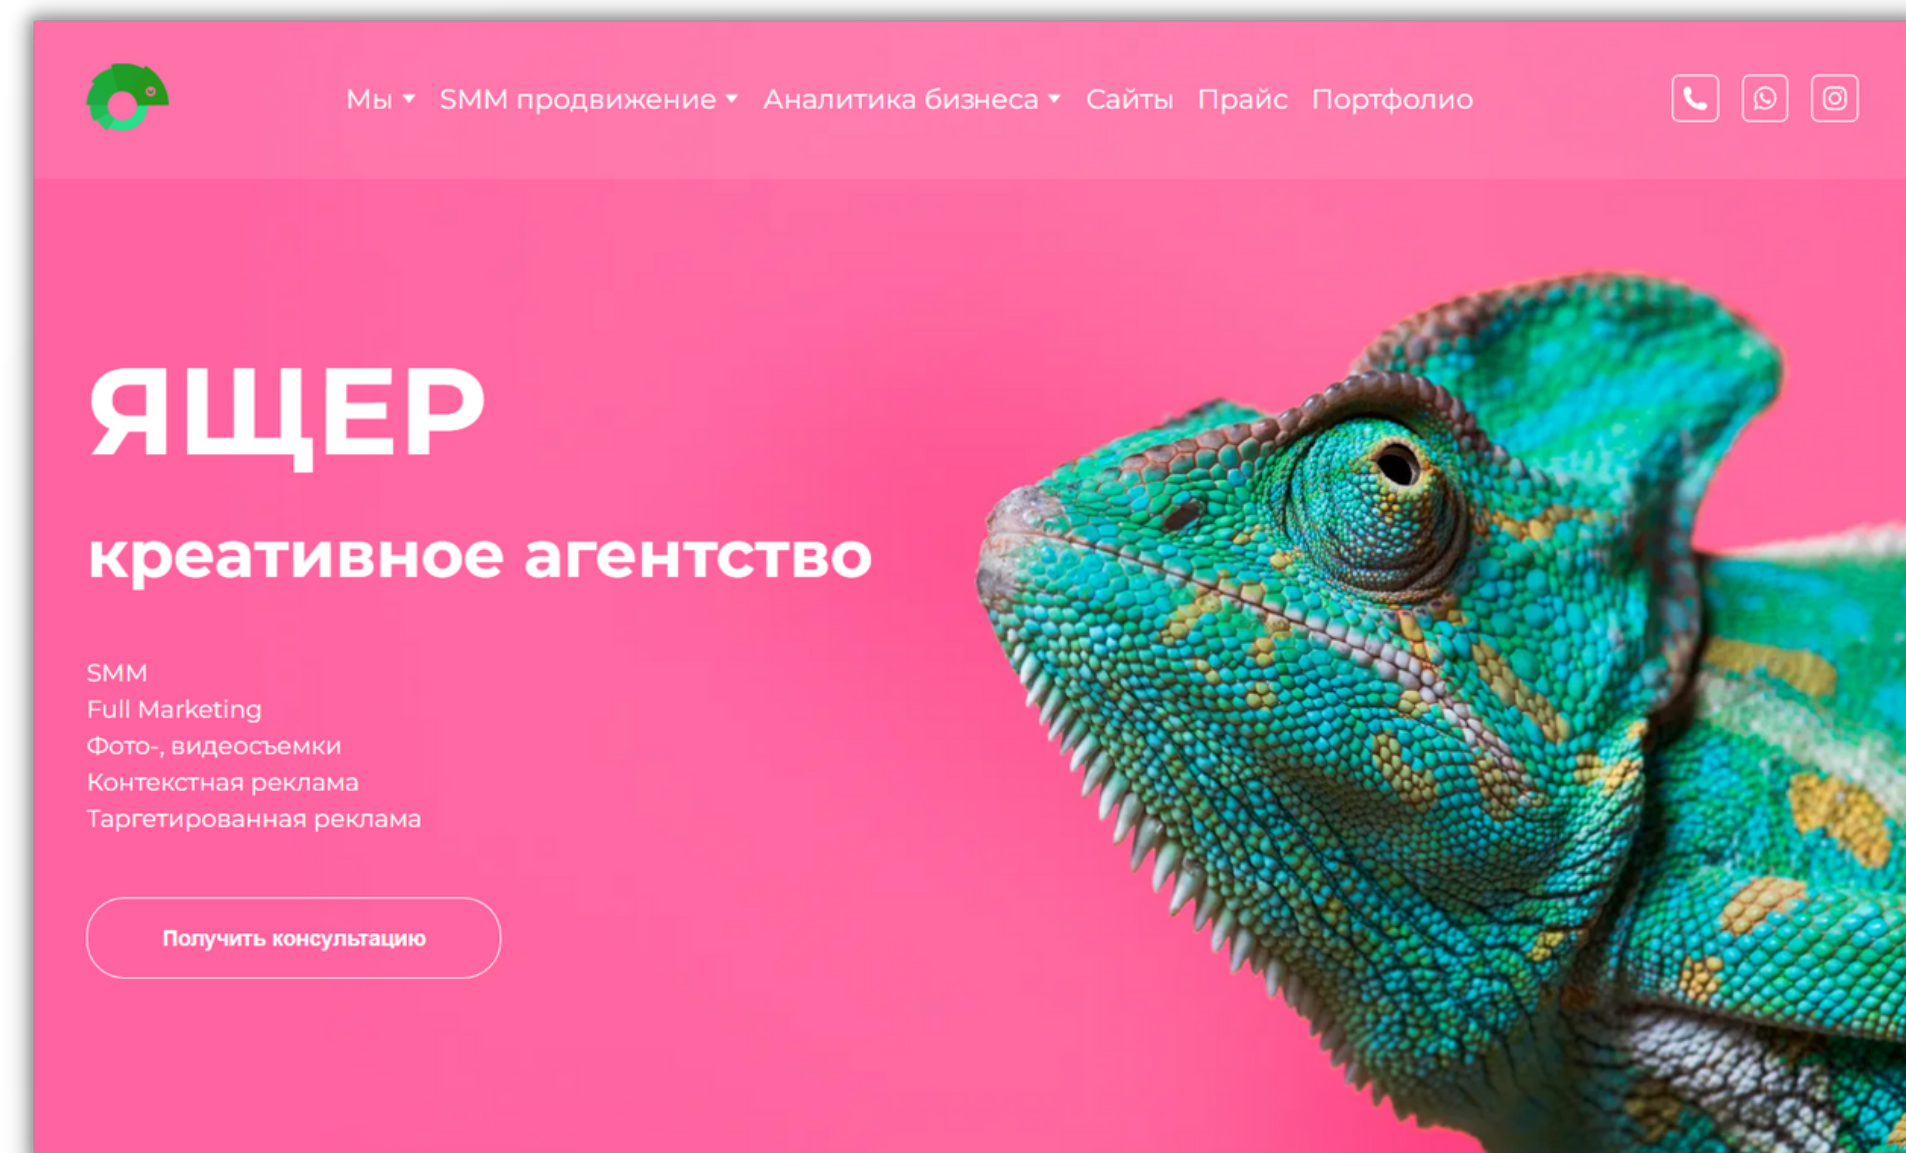 Мы SMM продвижение Аналитика бизнеса Сайты Прайс Портфолио
ЯЩЕР
креативное агентство
SMM
Full Marketing
Фото-, видеосъемки
Контекстная реклама
Таргетированная реклама
Получить консультацию